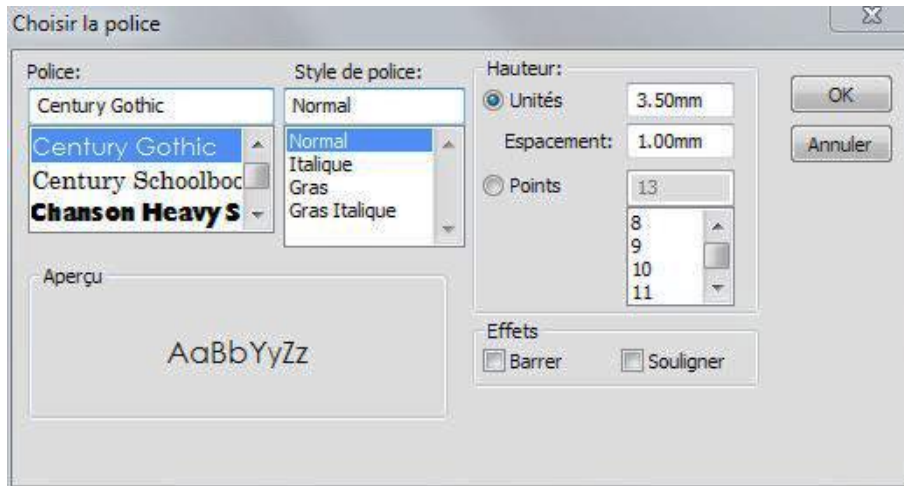 Choisir la police
Police:
Century Gothic
Century Gothic
Century Schoolboo
Chanson Heavy S
Style de police:
Normal
Normal
Italique
Gras
Gras Italique
Hauteur:
Unités 3.50mm
Espacement: 1.00mm
Points 13
8
9
10
11
OK
Annuler
Aperçu
AaBbYyZz
Effets
Barrer Souligner